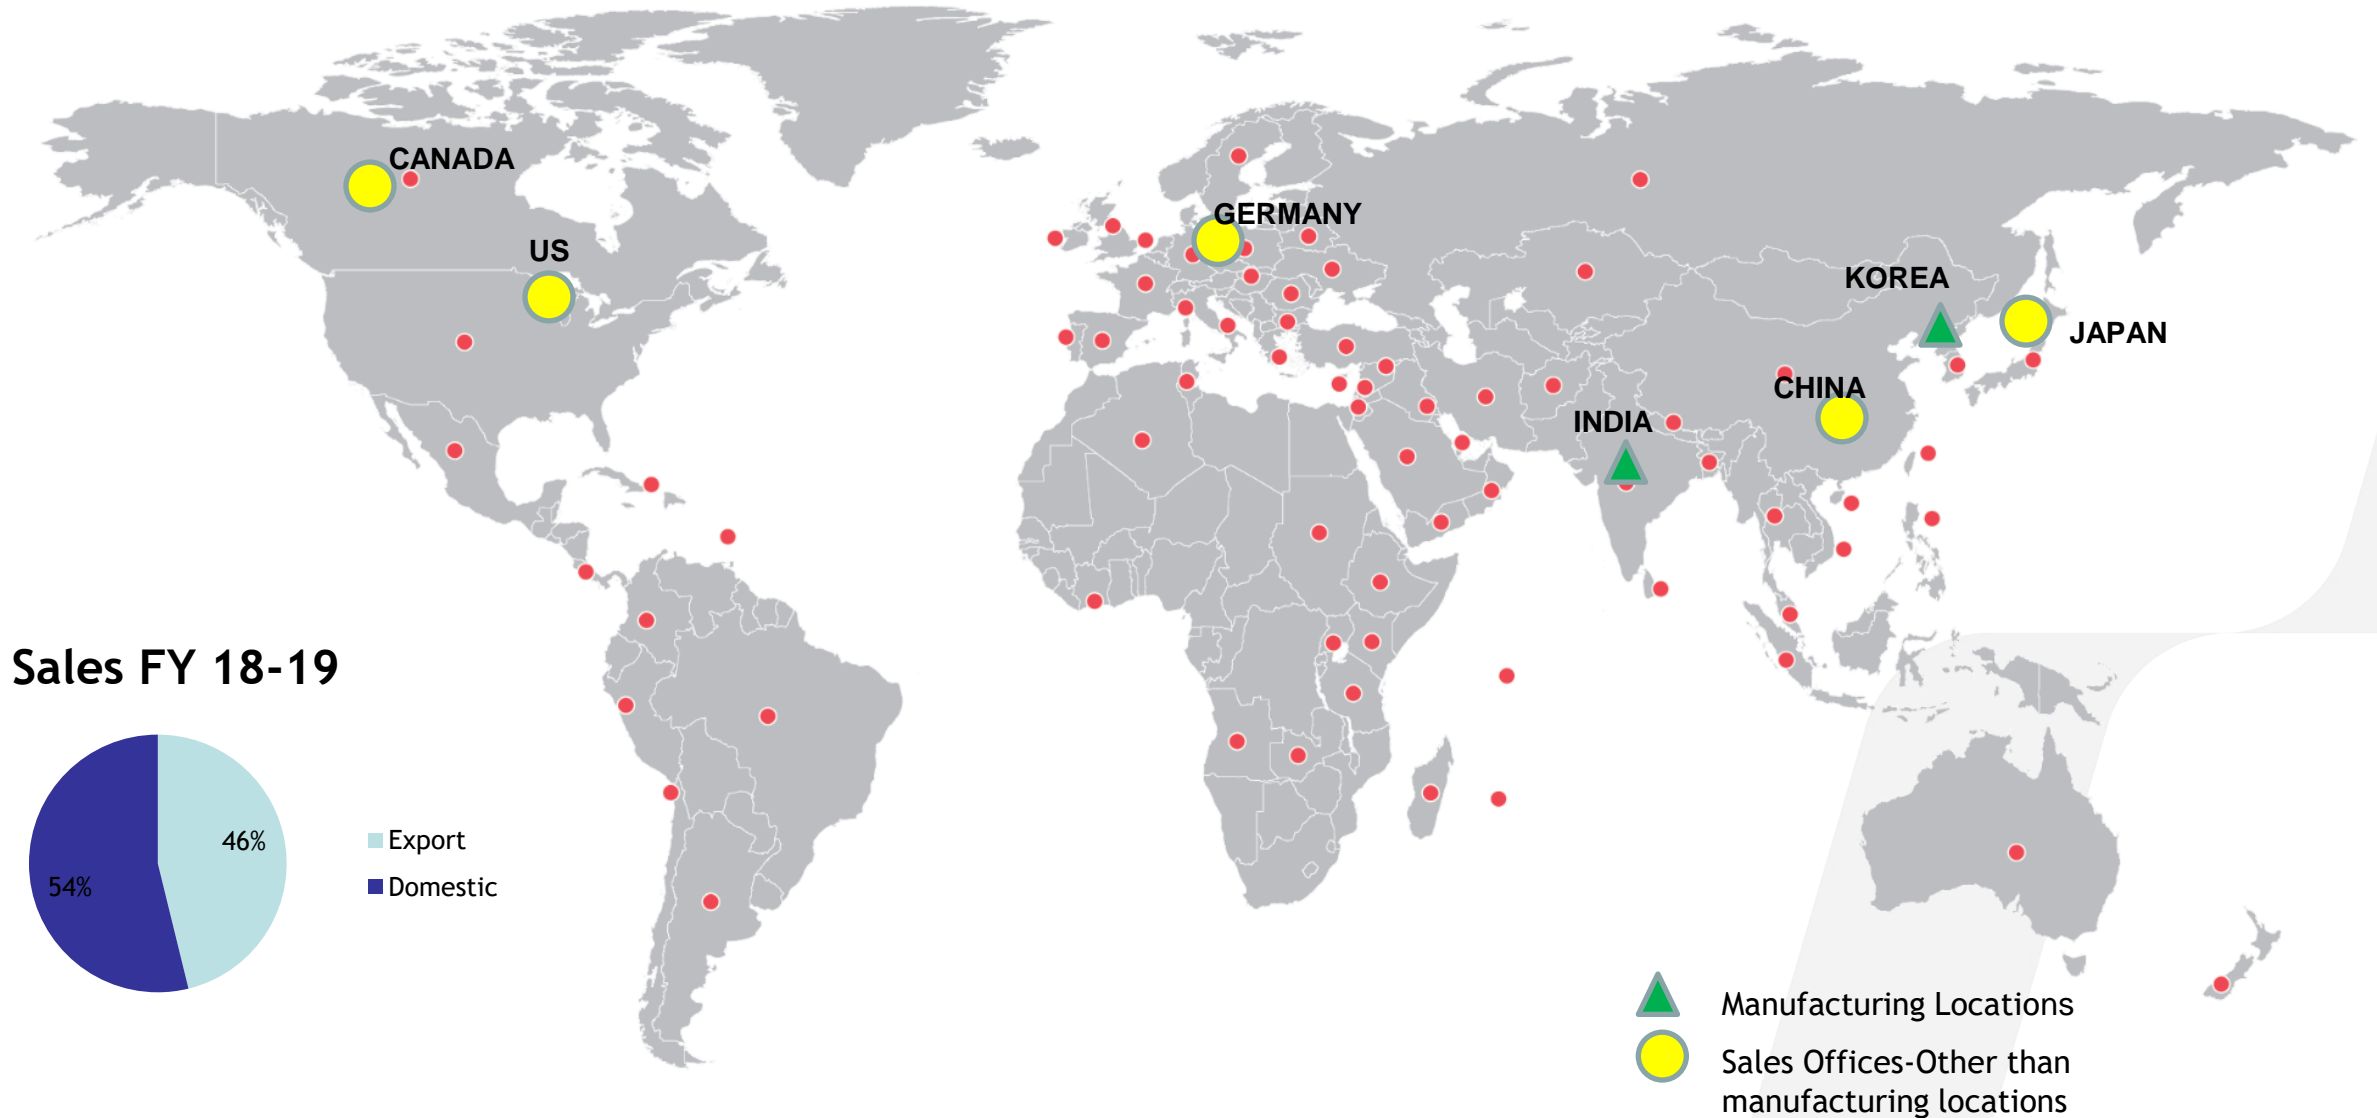 CANADA
GERMANY
US
KOREA
JAPAN
CHINA
INDIA
Sales FY 18-19
46%
54%
Export
Domestic
Manufacturing Locations
Sales Offices-Other than
manufacturing locations